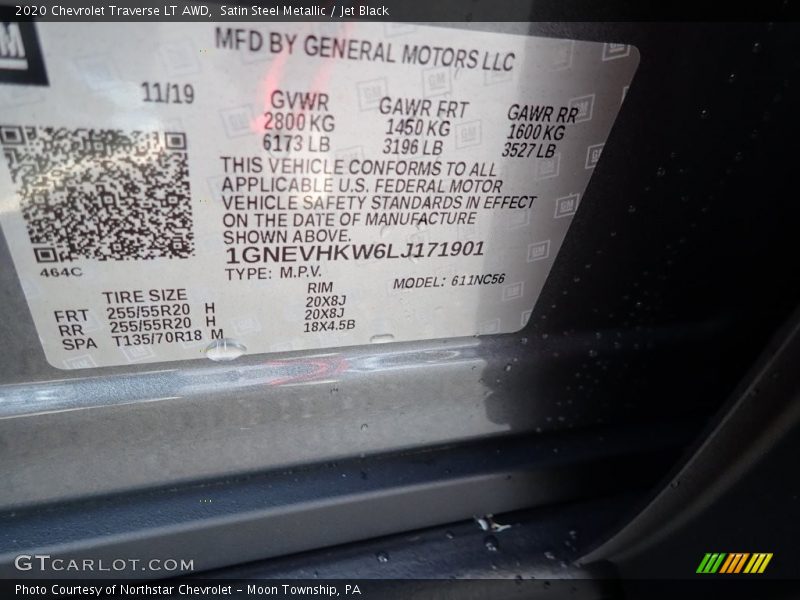 2020 Chevrolet Traverse LT AWD, Satin Steel Metallic / Jet Black
MFD BY GENERAL MOTORS LLC
11/19
GVWR
2800 KG
6173 LB
GAWR FRT
1450 KG
3196 LB
GAWR RR
1600 KG
3527 LB
THIS VEHICLE CONFORMS TO ALL
APPLICABLE U.S. FEDERAL MOTOR
VEHICLE SAFETY STANDARDS IN EFFECT
ON THE DATE OF MANUFACTURE
SHOWN ABOVE.
1GNEVHKW6LJ171901
464C
TYPE: M.P.V.
MODEL: 611NC56
TIRE SIZE
RIM
FRT 255/55R20 H 20X8J
RR 255/55R20 H 20X8J
SPA T135/70R18 M 18X4.5B
GTCARLOT.COM
Photo Courtesy of Northstar Chevrolet - Moon Township, PA